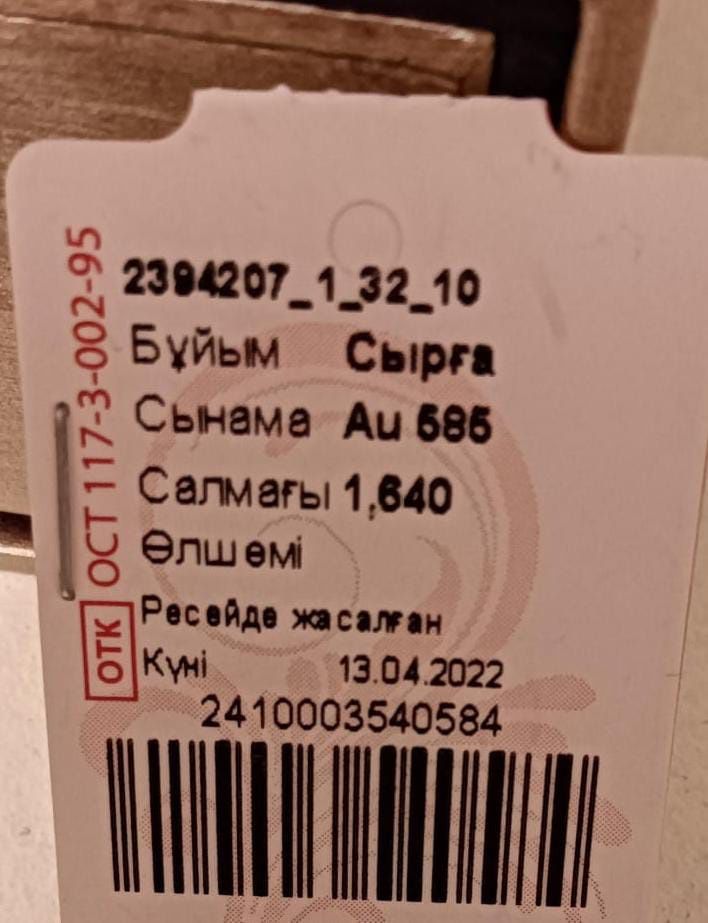 2394207_1_32_10
Бұйым Сырға
Сынама Au 585
Салмағы 1,640
Өлшемі
Ресейде жасалған
Күні 13.04.2022
2410003540584
ОТК ОСТ 117-3-002-95